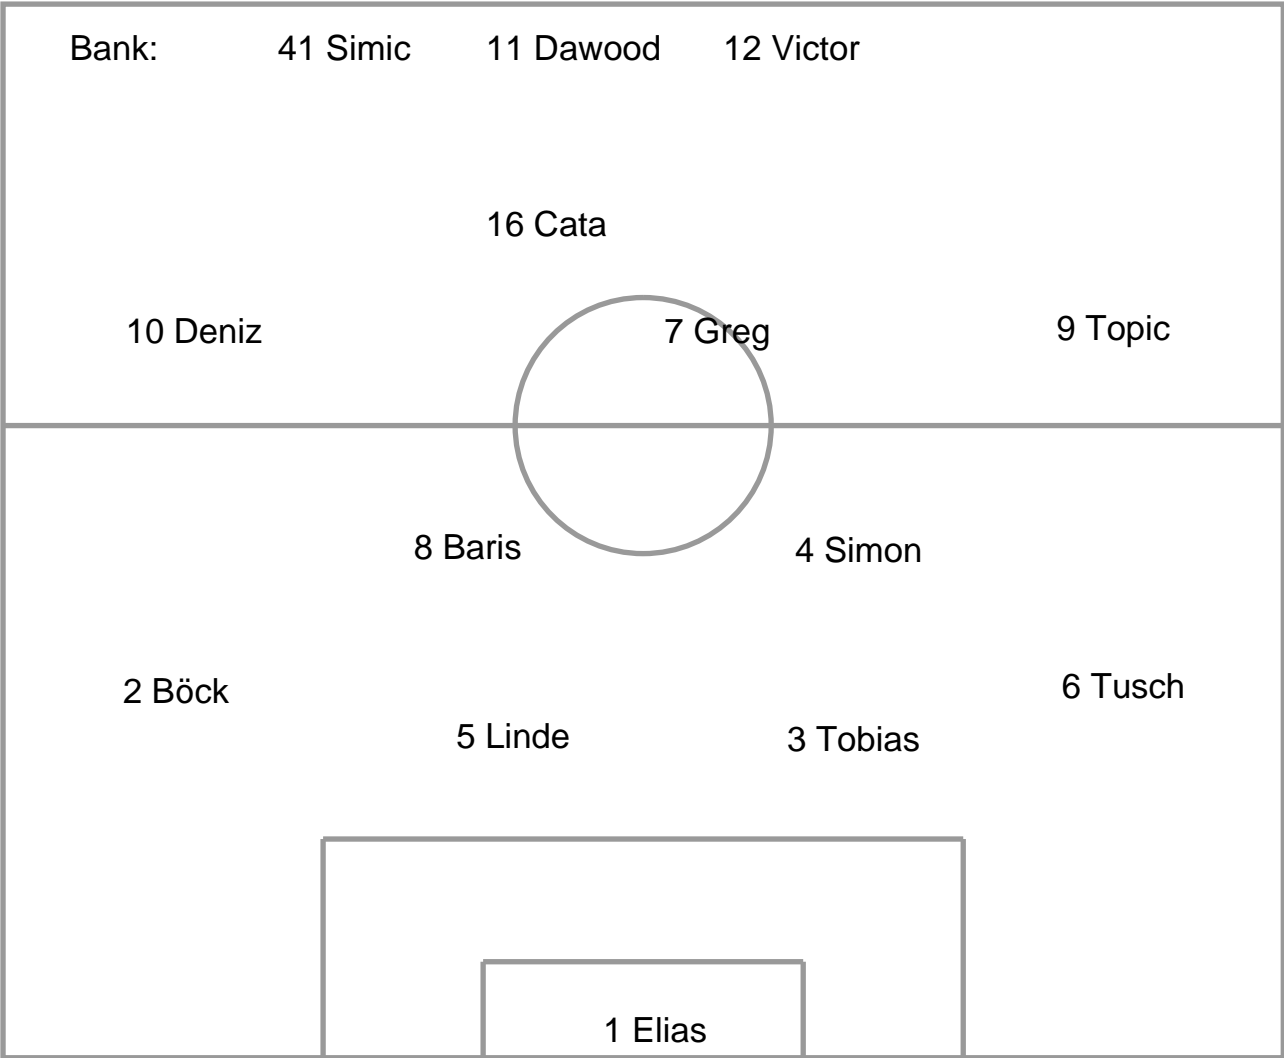 Bank: 41 Simic 11 Dawood 12 Victor
16 Cata
10 Deniz 7 Greg 9 Topic
8 Baris 4 Simon
2 Böck 6 Tusch
5 Linde 3 Tobias
1 Elias